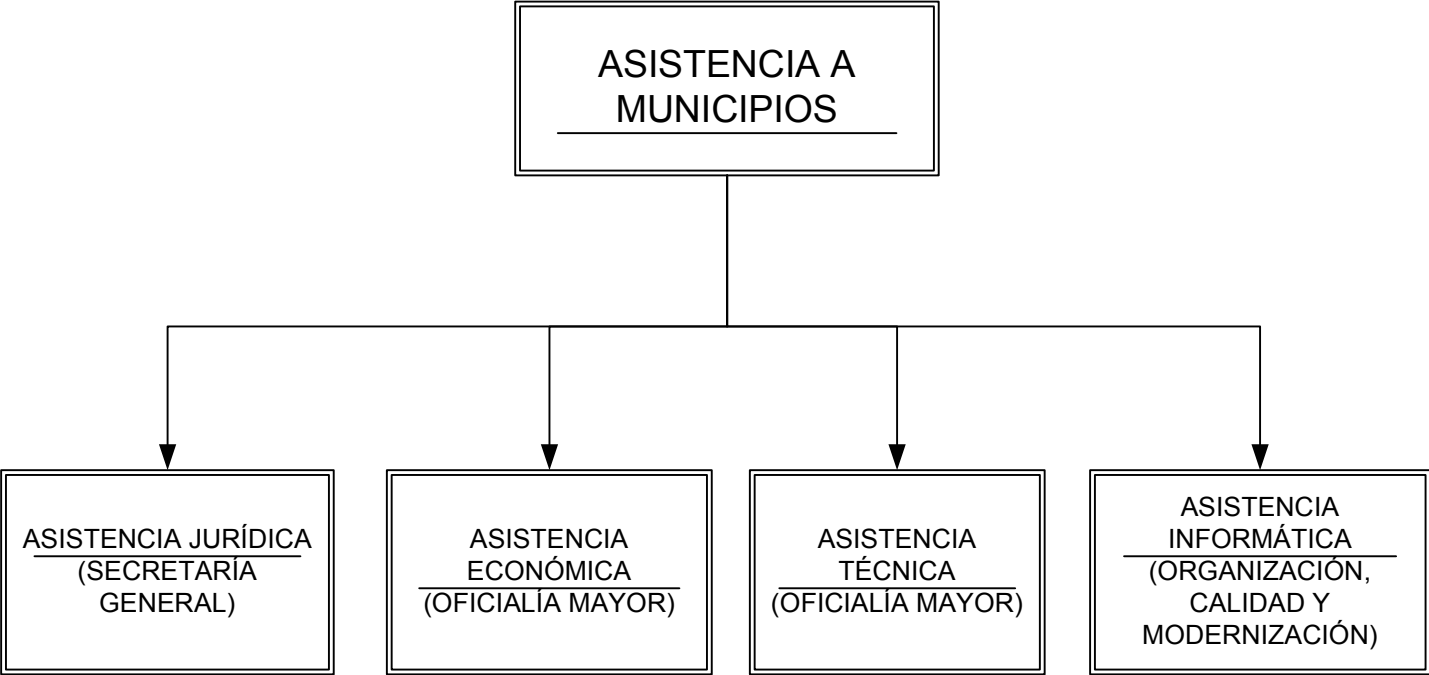 ASISTENCIA A
MUNICIPIOS
ASISTENCIA JURÍDICA
(SECRETARÍA
GENERAL)
ASISTENCIA
ECONÓMICA
(OFICIALÍA MAYOR)
ASISTENCIA
TÉCNICA
(OFICIALÍA MAYOR)
ASISTENCIA
INFORMÁTICA
(ORGANIZACIÓN,
CALIDAD Y
MODERNIZACIÓN)